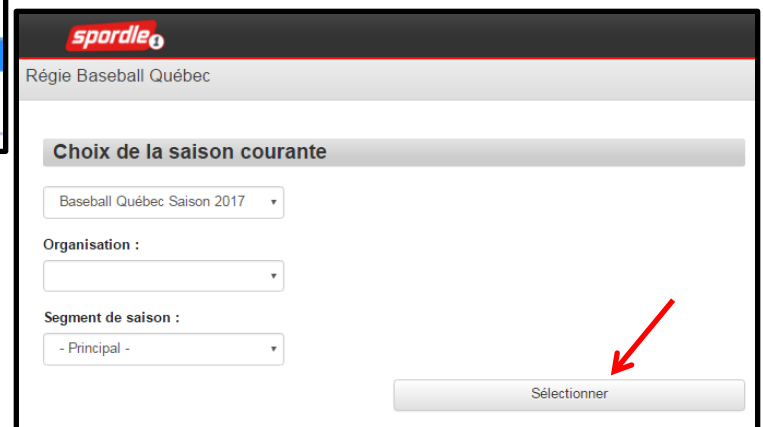 spordle
Régie Baseball Québec
Choix de la saison courante
Baseball Québec Saison 2017
Organisation :
Segment de saison :
- Principal -
Sélectionner